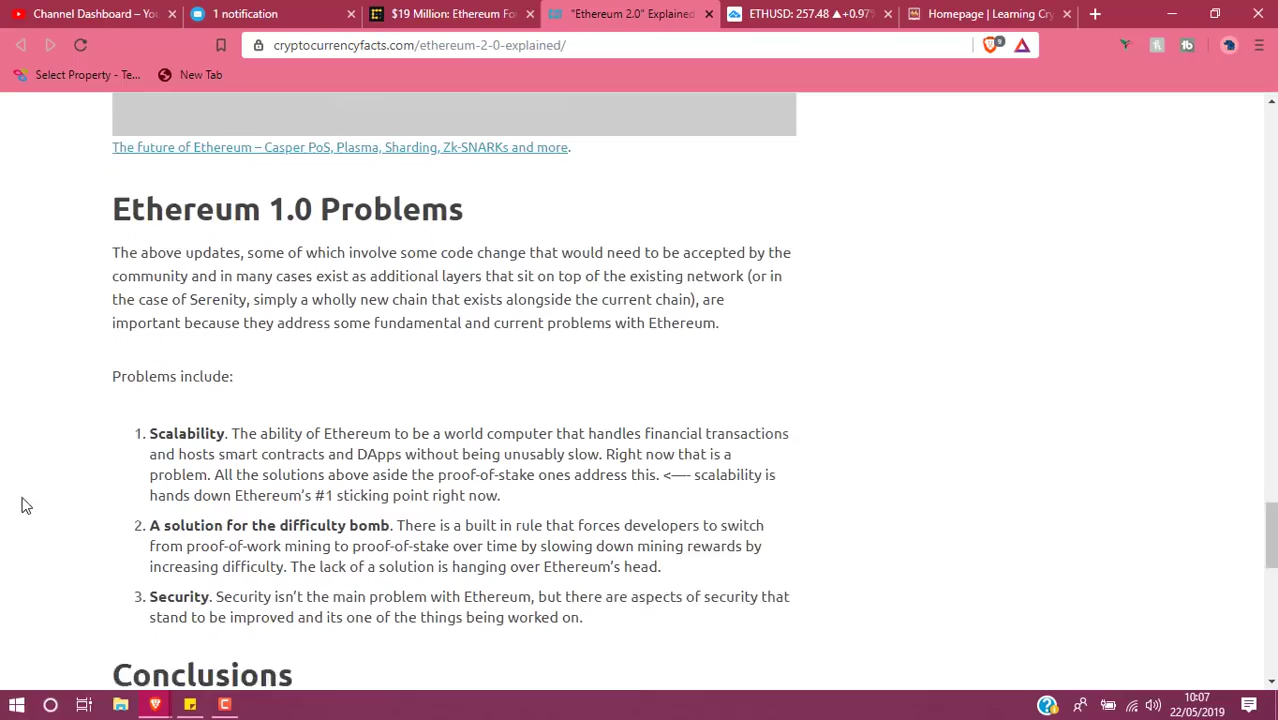 Channel Dashboard – Yo
1 notification
$19 Million: Ethereum Fo
"Ethereum 2.0" Explained
ETHUSD: 257.48 ▲+0.97%
Homepage | Learning Cry
cryptocurrencyfacts.com/ethereum-2-0-explained/
9
Select Property - Te...
New Tab
The future of Ethereum – Casper PoS, Plasma, Sharding, Zk-SNARKs and more.
Ethereum 1.0 Problems
The above updates, some of which involve some code change that would need to be accepted by the
community and in many cases exist as additional layers that sit on top of the existing network (or in
the case of Serenity, simply a wholly new chain that exists alongside the current chain), are
important because they address some fundamental and current problems with Ethereum.
Problems include:
1. Scalability. The ability of Ethereum to be a world computer that handles financial transactions
and hosts smart contracts and DApps without being unusably slow. Right now that is a
problem. All the solutions above aside the proof-of-stake ones address this. <—- scalability is
hands down Ethereum's #1 sticking point right now.
2. A solution for the difficulty bomb. There is a built in rule that forces developers to switch
from proof-of-work mining to proof-of-stake over time by slowing down mining rewards by
increasing difficulty. The lack of a solution is hanging over Ethereum's head.
3. Security. Security isn't the main problem with Ethereum, but there are aspects of security that
stand to be improved and its one of the things being worked on.
Conclusions
10:07
22/05/2019